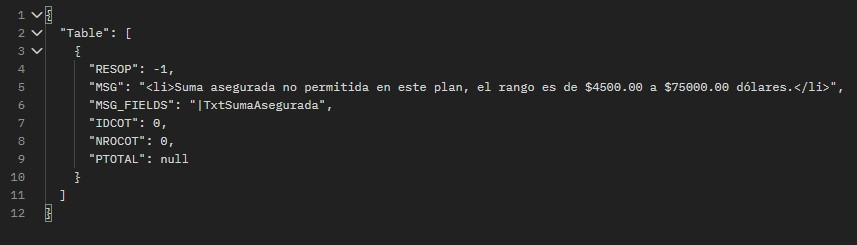 1 {
2 "Table": [
3 {
4 "RESOP": -1,
5 "MSG": "<li>Suma asegurada no permitida en este plan, el rango es de $4500.00 a $75000.00 dólares.</li>",
6 "MSG_FIELDS": "|TxtSumaAsegurada",
7 "IDCOT": 0,
8 "NROCOT": 0,
9 "PTOTAL": null
10 }
11 ]
12 }